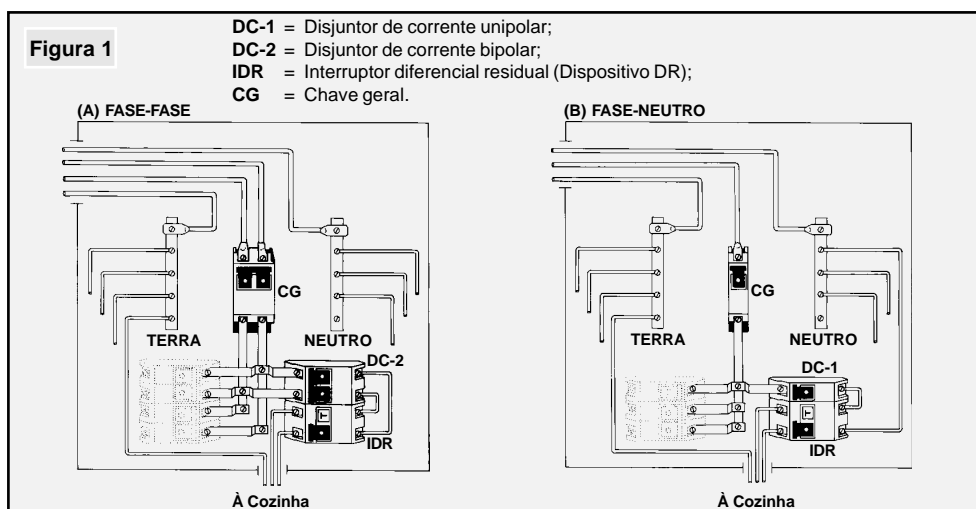 Figura 1
DC-1 = Disjuntor de corrente unipolar;
DC-2 = Disjuntor de corrente bipolar;
IDR = Interruptor diferencial residual (Dispositivo DR);
CG = Chave geral.
(A) FASE-FASE
CG
TERRA
NEUTRO
DC-2
T
IDR
À Cozinha
(B) FASE-NEUTRO
CG
TERRA
NEUTRO
DC-1
T
IDR
À Cozinha